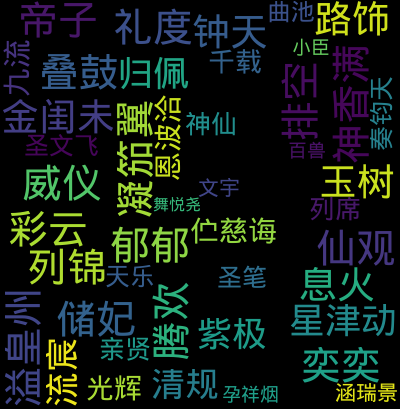 帝子
礼度
钟天
曲池
路饰
小臣
九流
叠鼓
归佩
千载
排空
神香满
奏钧天
金闺未
凝笳翼
恩波洽
神仙
圣文飞
百兽
威仪
文宇
舞悦尧
玉树
列席
彩云
郁郁
伫慈诲
仙观
列锦
天乐
圣笔
息火
溢皇州
储妃
腾欢
紫极
星津动
流宸
亲贤
奕奕
光辉
清规
孕祥烟
涵瑞景